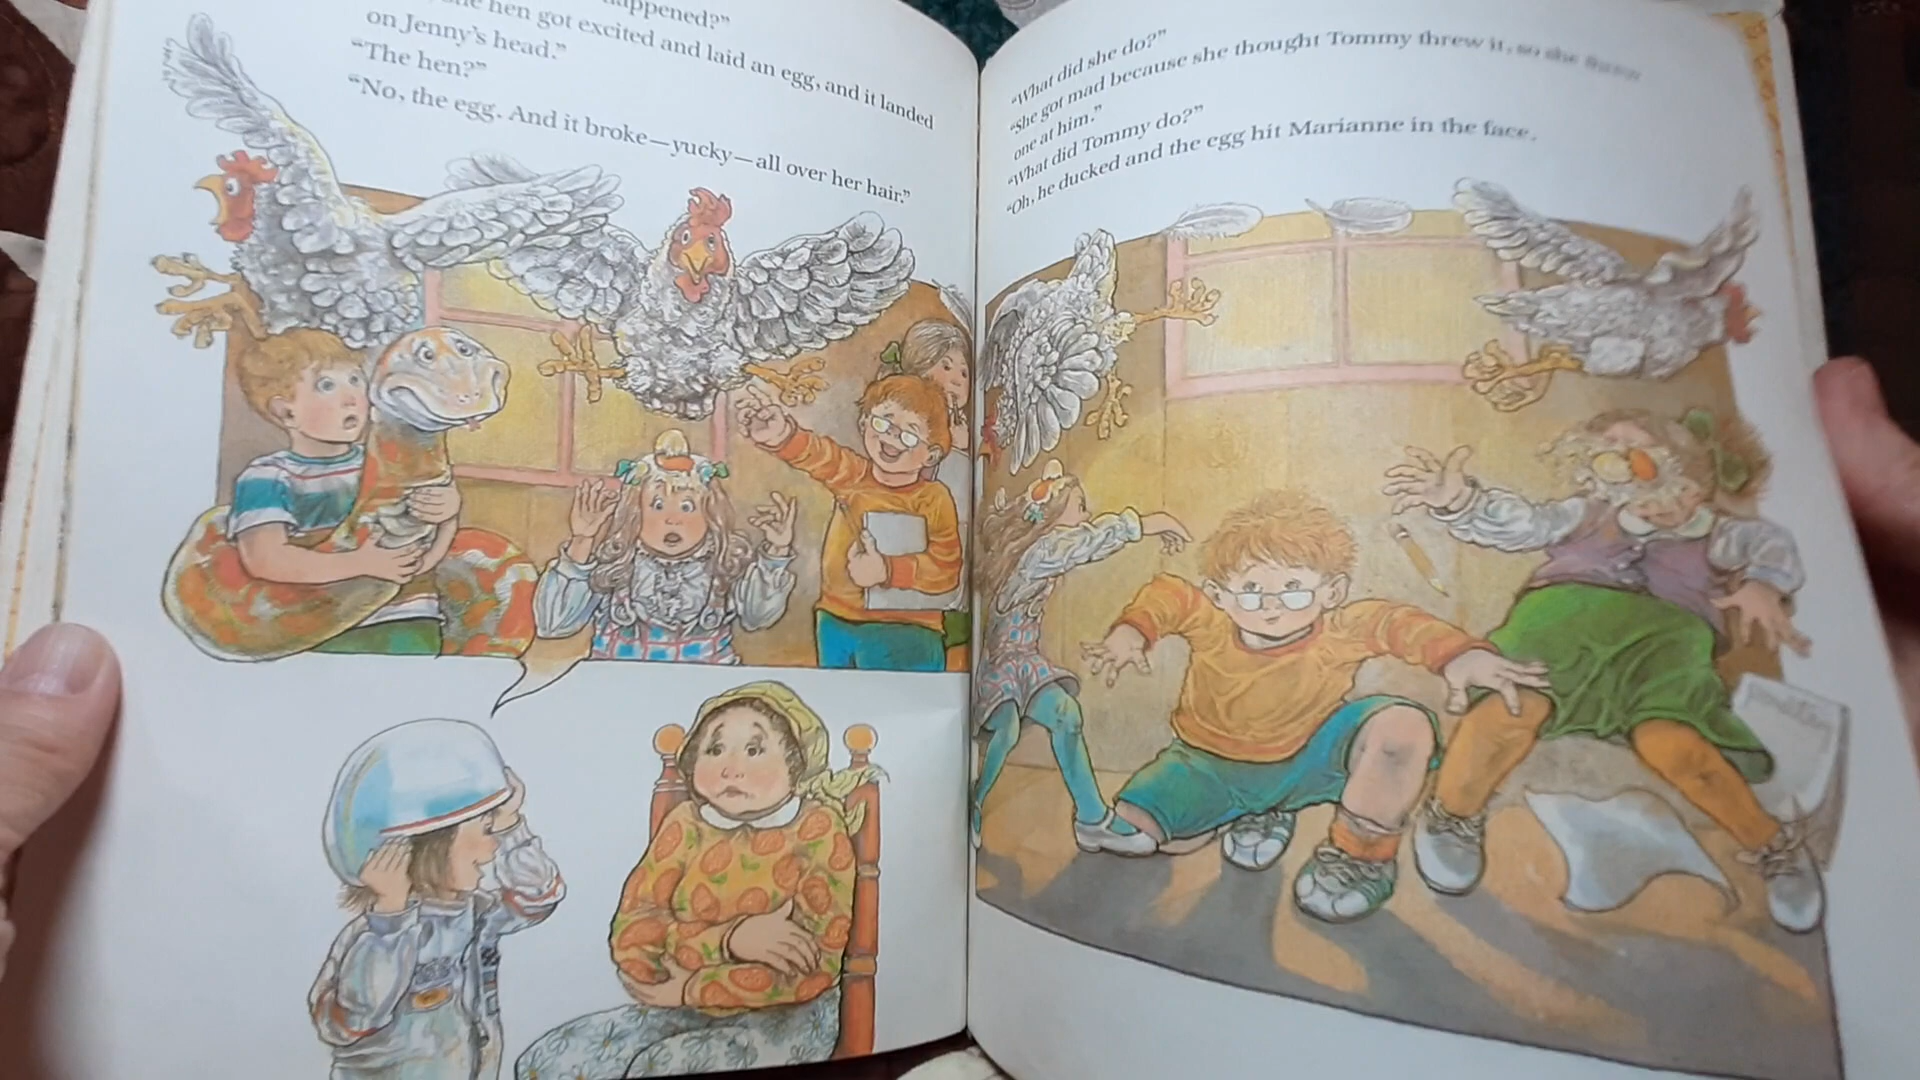 happened?"
hen got excited and laid an egg, and it landed
on Jenny's head."
"The hen?"
"No, the egg. And it broke—yucky—all over her hair."
"What did she do?"
"She got mad because she thought Tommy threw it, so she
one at him."
"What did Tommy do?"
"Oh, he ducked and the egg hit Marianne in the face.